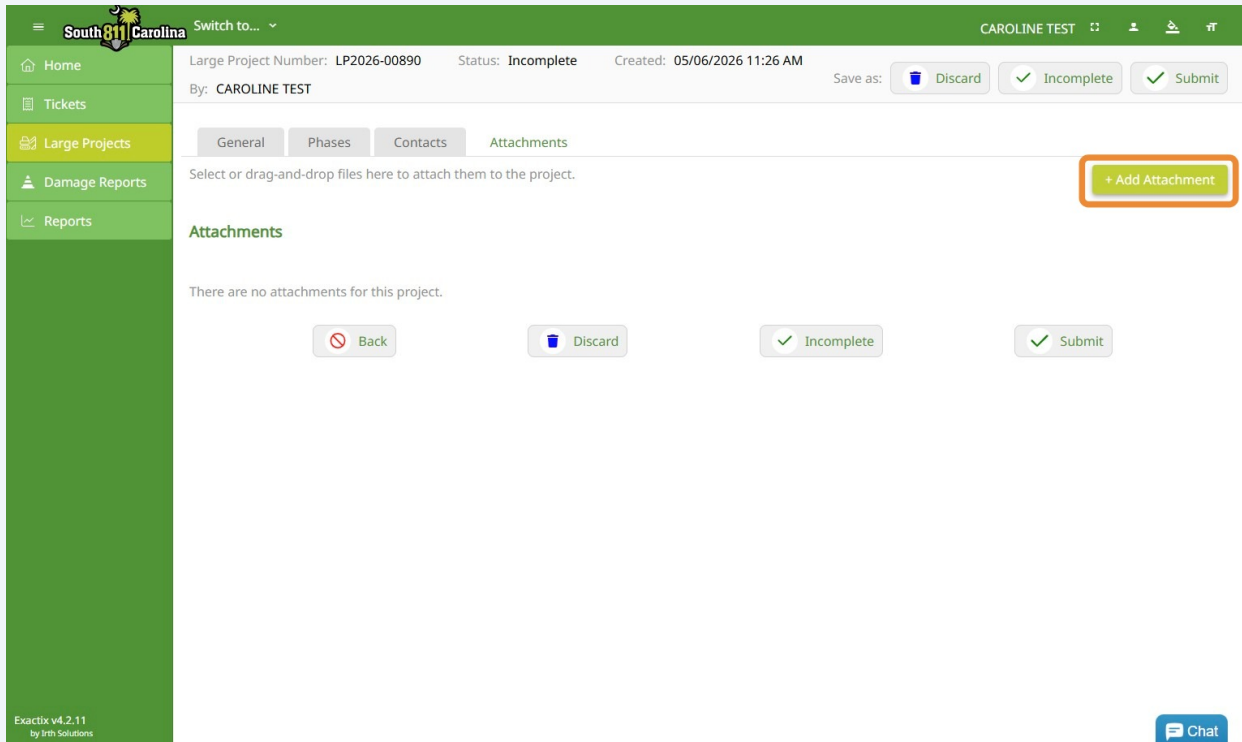 South 811 Carolina Switch to... CAROLINE TEST
Home
Tickets
Large Projects
Damage Reports
Reports
Large Project Number: LP2026-00890 Status: Incomplete Created: 05/06/2026 11:26 AM
By: CAROLINE TEST
Save as: Discard Incomplete Submit
General Phases Contacts Attachments
Select or drag-and-drop files here to attach them to the project.
+ Add Attachment
Attachments
There are no attachments for this project.
Back Discard Incomplete Submit
Exactix v4.2.11
by Irth Solutions
Chat